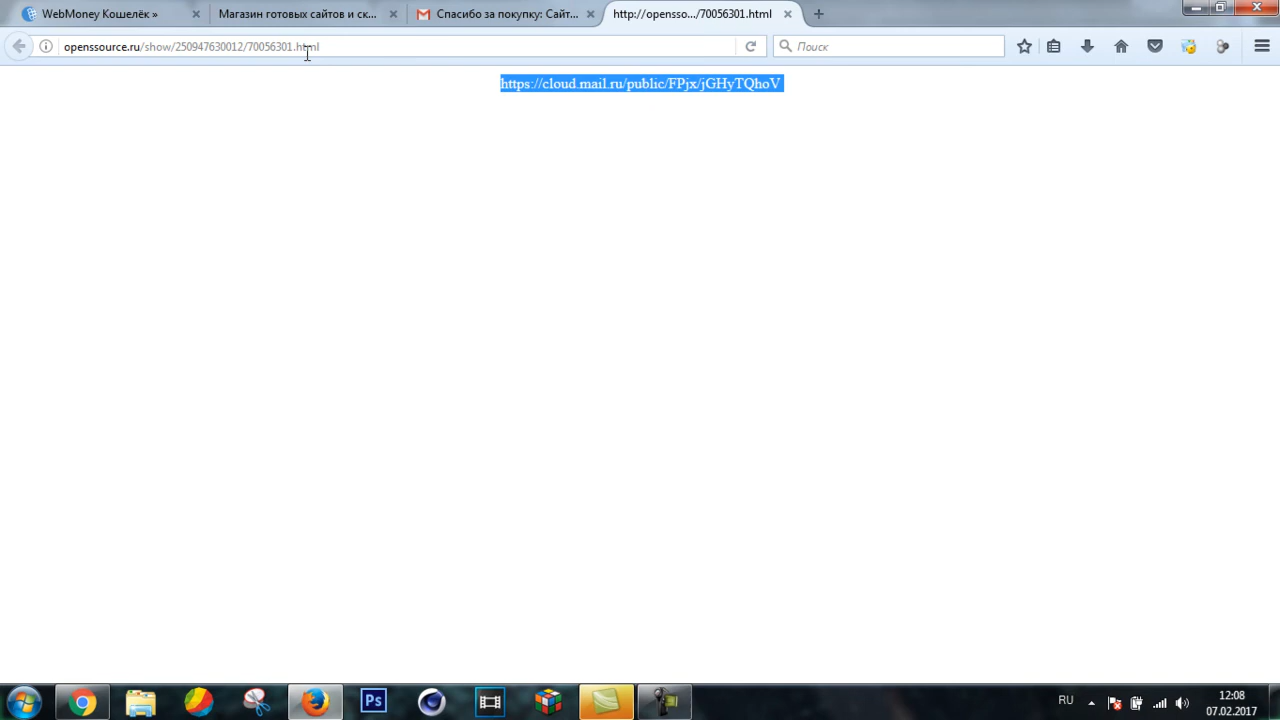 WebMoney Кошелёк »
Магазин готовых сайтов и ск...
Спасибо за покупку: Сайт...
http://openssо.../70056301.html
openssource.ru/show/250947630012/70056301.html
Поиск
https://cloud.mail.ru/public/FPjx/jGHyTQhoV
Ps
RU
12:08
07.02.2017